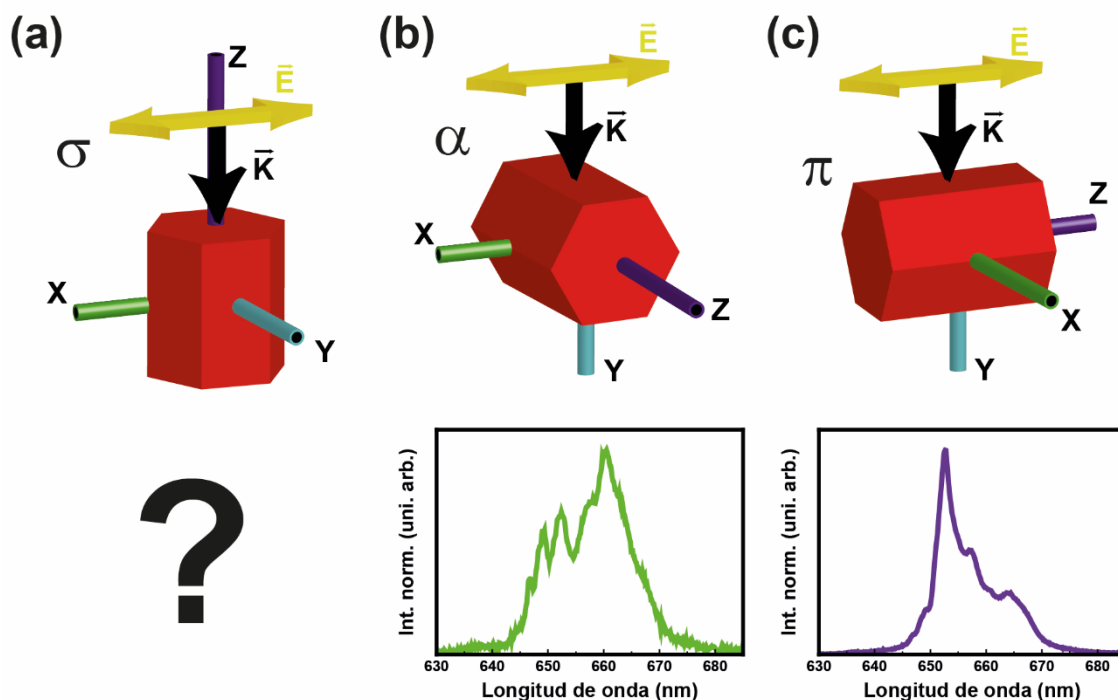 (a)
Z
E⃗
σ
K⃗
X
Y
(b)
E⃗
K⃗
α
X
Z
Y
(c)
E⃗
K⃗
π
Z
X
Y
?
Int. norm. (uni. arb.)
630 640 650 660 670 680
Longitud de onda (nm)
Int. norm. (uni. arb.)
630 640 650 660 670 680
Longitud de onda (nm)